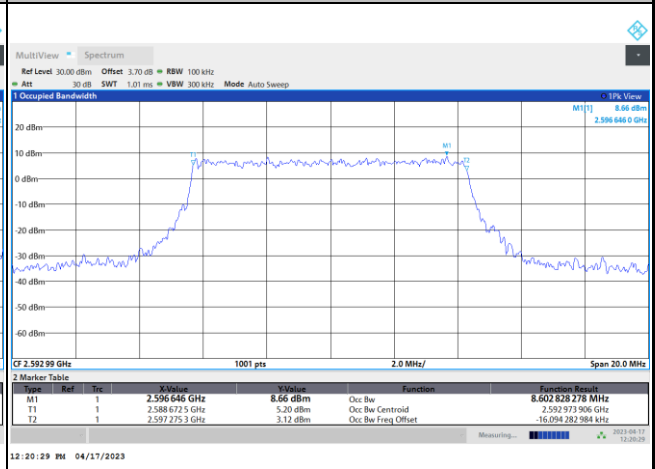 MultiView Spectrum
Ref Level 30.00 dBm Offset 3.70 dB RBW 100 kHz
Att 30 dB SWT 1.01 ms VBW 300 kHz Mode Auto Sweep
1 Occupied Bandwidth 1Pk View
M1[1] 8.66 dBm
2.596 646 0 GHz
20 dBm
10 dBm
M1
T1
T2
0 dBm
-10 dBm
-20 dBm
-30 dBm
-40 dBm
-50 dBm
-60 dBm
CF 2.592 99 GHz 1001 pts 2.0 MHz/ Span 20.0 MHz
2 Marker Table
Type Ref Trc X-Value Y-Value Function Function Result
M1 1 2.596 646 GHz 8.66 dBm Occ Bw 8.602 828 278 MHz
T1 1 2.588 672 5 GHz 5.20 dBm Occ Bw Centroid 2.592 973 906 GHz
T2 1 2.597 275 3 GHz 3.12 dBm Occ Bw Freq Offset -16.094 282 984 kHz
Measuring... 2023-04-17
12:20:29
12:20:29 PM 04/17/2023